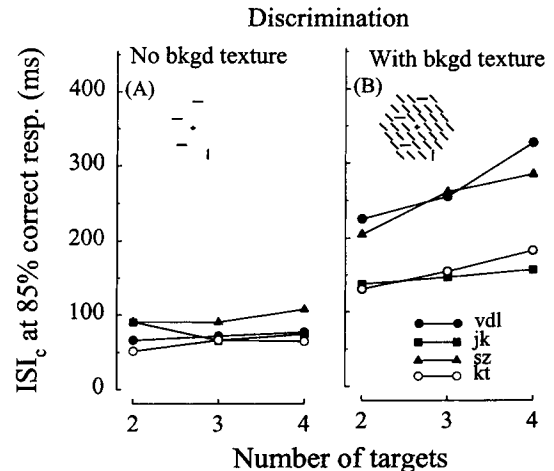 Discrimination
No bkgd texture
With bkgd texture
(A)
(B)
ISIc at 85% correct resp. (ms)
400
300
200
100
0
vdl
jk
sz
kt
2 3 4
2 3 4
Number of targets